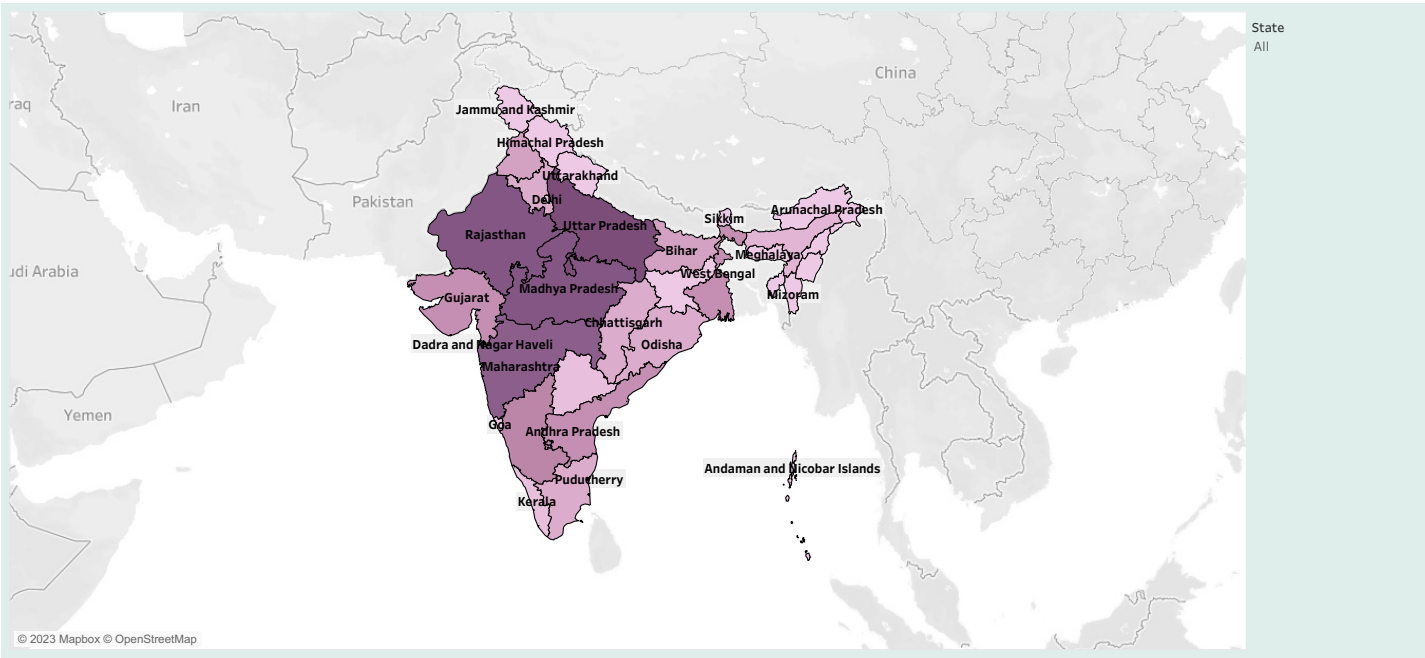 State
All
China
Iran
raq
Jammu and Kashmir
Himachal Pradesh
Uttarakhand
Pakistan
Delhi
Arunachal Pradesh
Sikkim
Uttar Pradesh
Rajasthan
Bihar
Meghalaya
udi Arabia
West Bengal
Madhya Pradesh
Mizoram
Gujarat
Chhattisgarh
Dadra and Nagar Haveli
Odisha
Maharashtra
Yemen
Goa
Andhra Pradesh
Andaman and Nicobar Islands
Puducherry
Kerala
© 2023 Mapbox © OpenStreetMap